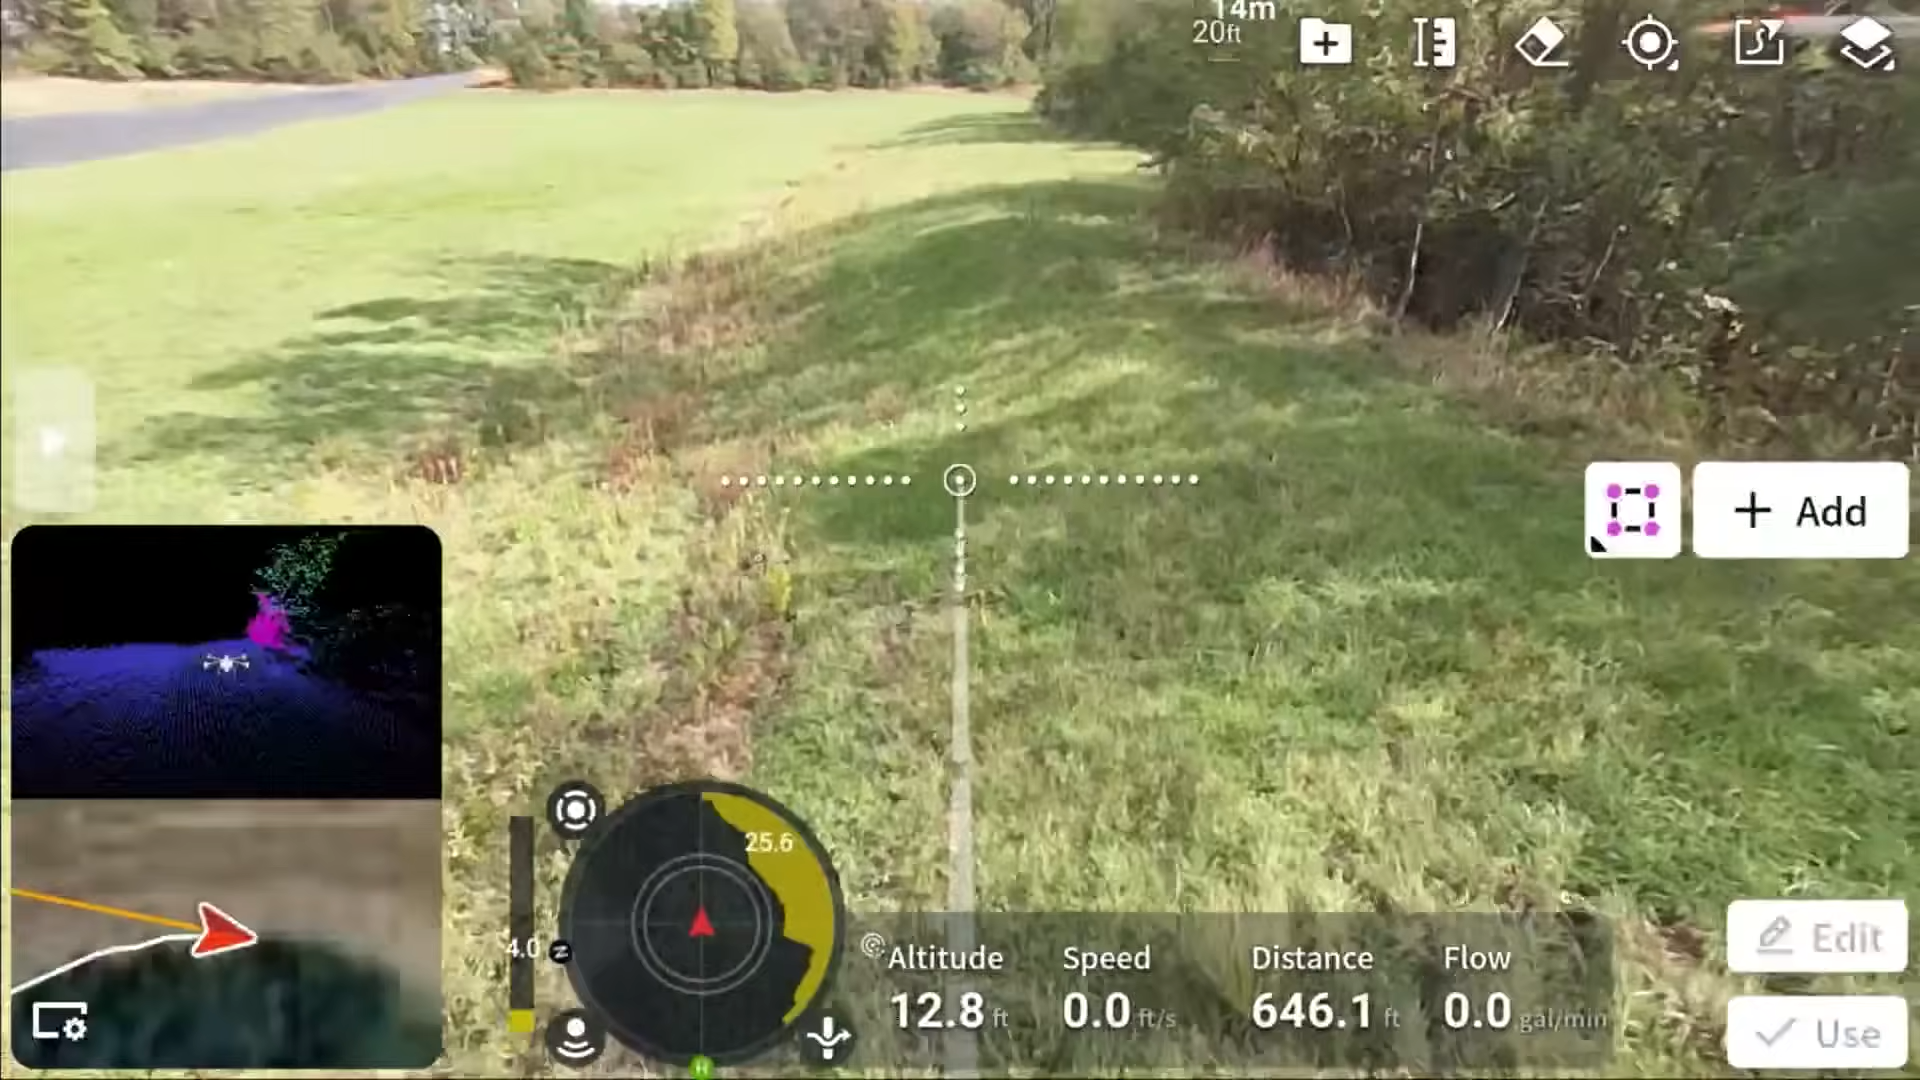 14m
20ft
Add
25.6
4.0
N
Altitude Speed Distance Flow
12.8 ft 0.0 ft/s 646.1 ft 0.0 gal/min
H
Edit
Use